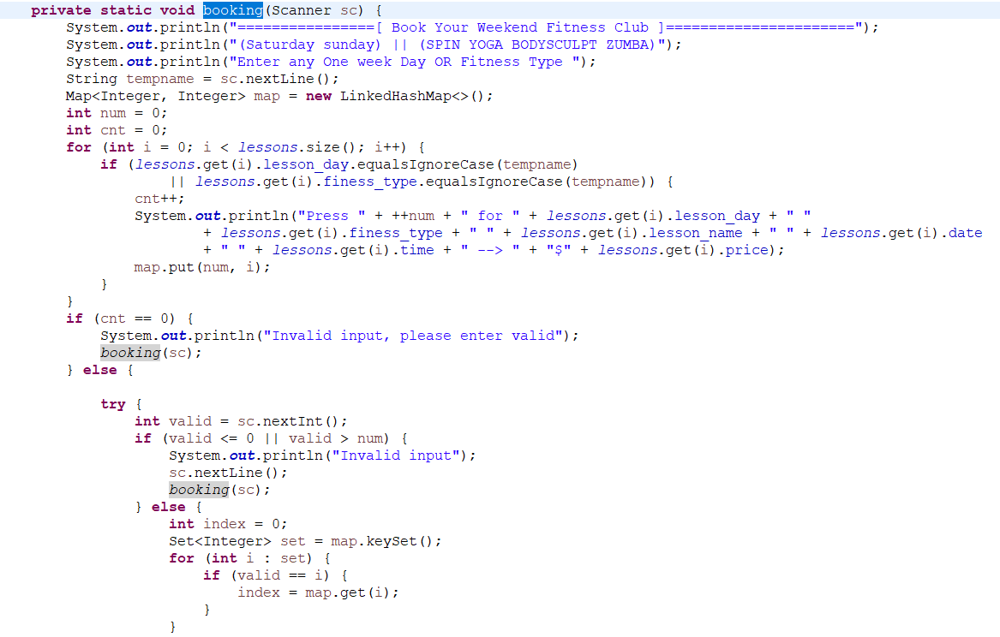 private static void booking(Scanner sc) {
System.out.println("================[ Book Your Weekend Fitness Club ]======================");
System.out.println("(Saturday sunday) || (SPIN YOGA BODYSCULPT ZUMBA)");
System.out.println("Enter any One week Day OR Fitness Type ");
String tempname = sc.nextLine();
Map<Integer, Integer> map = new LinkedHashMap<>();
int num = 0;
int cnt = 0;
for (int i = 0; i < lessons.size(); i++) {
if (lessons.get(i).lesson_day.equalsIgnoreCase(tempname)
|| lessons.get(i).finess_type.equalsIgnoreCase(tempname)) {
cnt++;
System.out.println("Press " + ++num + " for " + lessons.get(i).lesson_day + " "
+ lessons.get(i).finess_type + " " + lessons.get(i).lesson_name + " " + lessons.get(i).date
+ " " + lessons.get(i).time + " --> " + "$" + lessons.get(i).price);
map.put(num, i);
}
}
if (cnt == 0) {
System.out.println("Invalid input, please enter valid");
booking(sc);
} else {
try {
int valid = sc.nextInt();
if (valid <= 0 || valid > num) {
System.out.println("Invalid input");
sc.nextLine();
booking(sc);
} else {
int index = 0;
Set<Integer> set = map.keySet();
for (int i : set) {
if (valid == i) {
index = map.get(i);
}
}